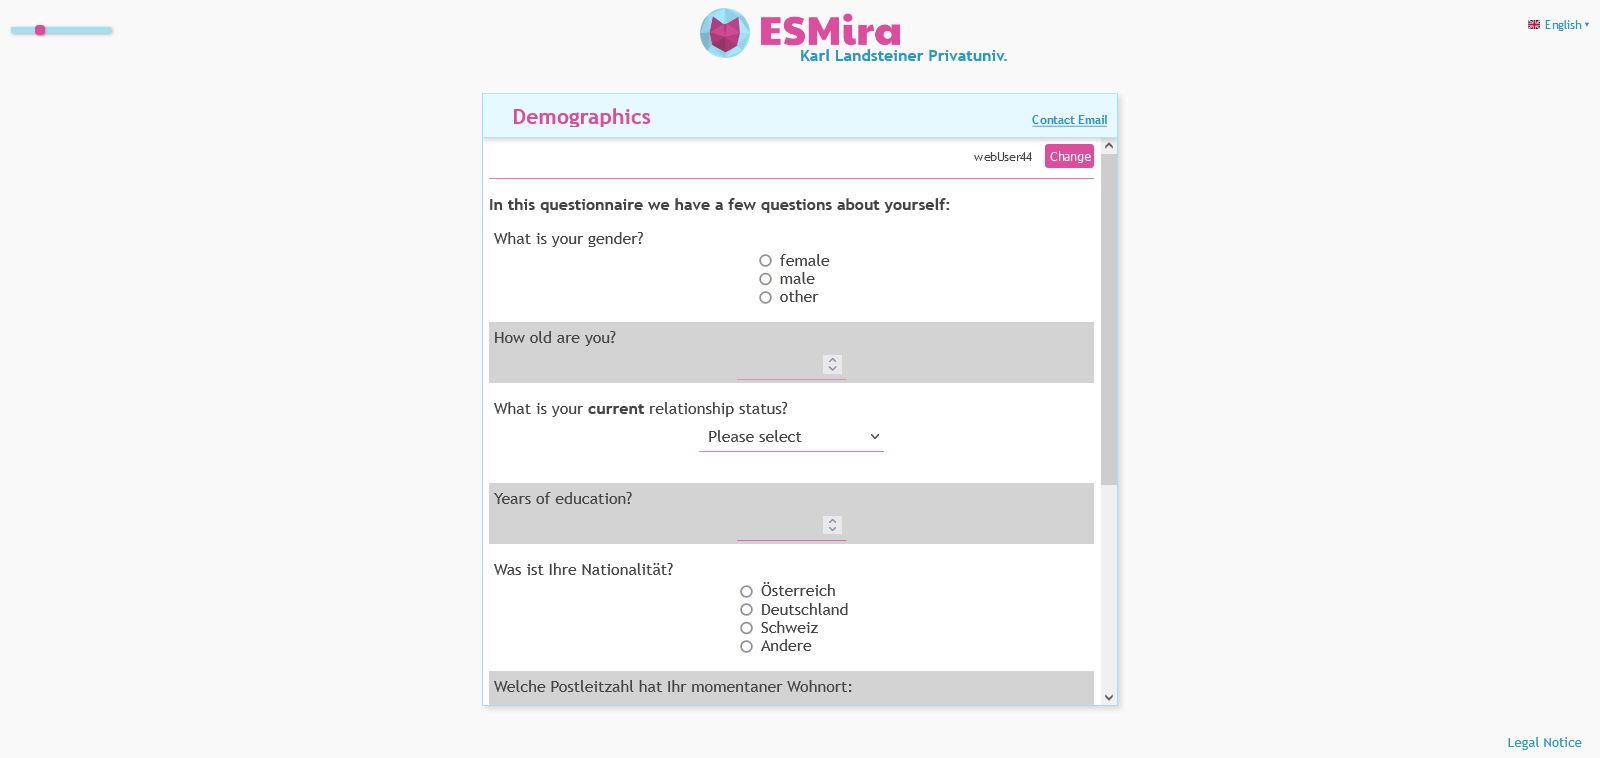 ESMira
Karl Landsteiner Privatuniv.
English ▾
Demographics
Contact Email
webUser44
Change
In this questionnaire we have a few questions about yourself:
What is your gender?
female
male
other
How old are you?
What is your current relationship status?
Please select
Years of education?
Was ist Ihre Nationalität?
Österreich
Deutschland
Schweiz
Andere
Welche Postleitzahl hat Ihr momentaner Wohnort:
Legal Notice